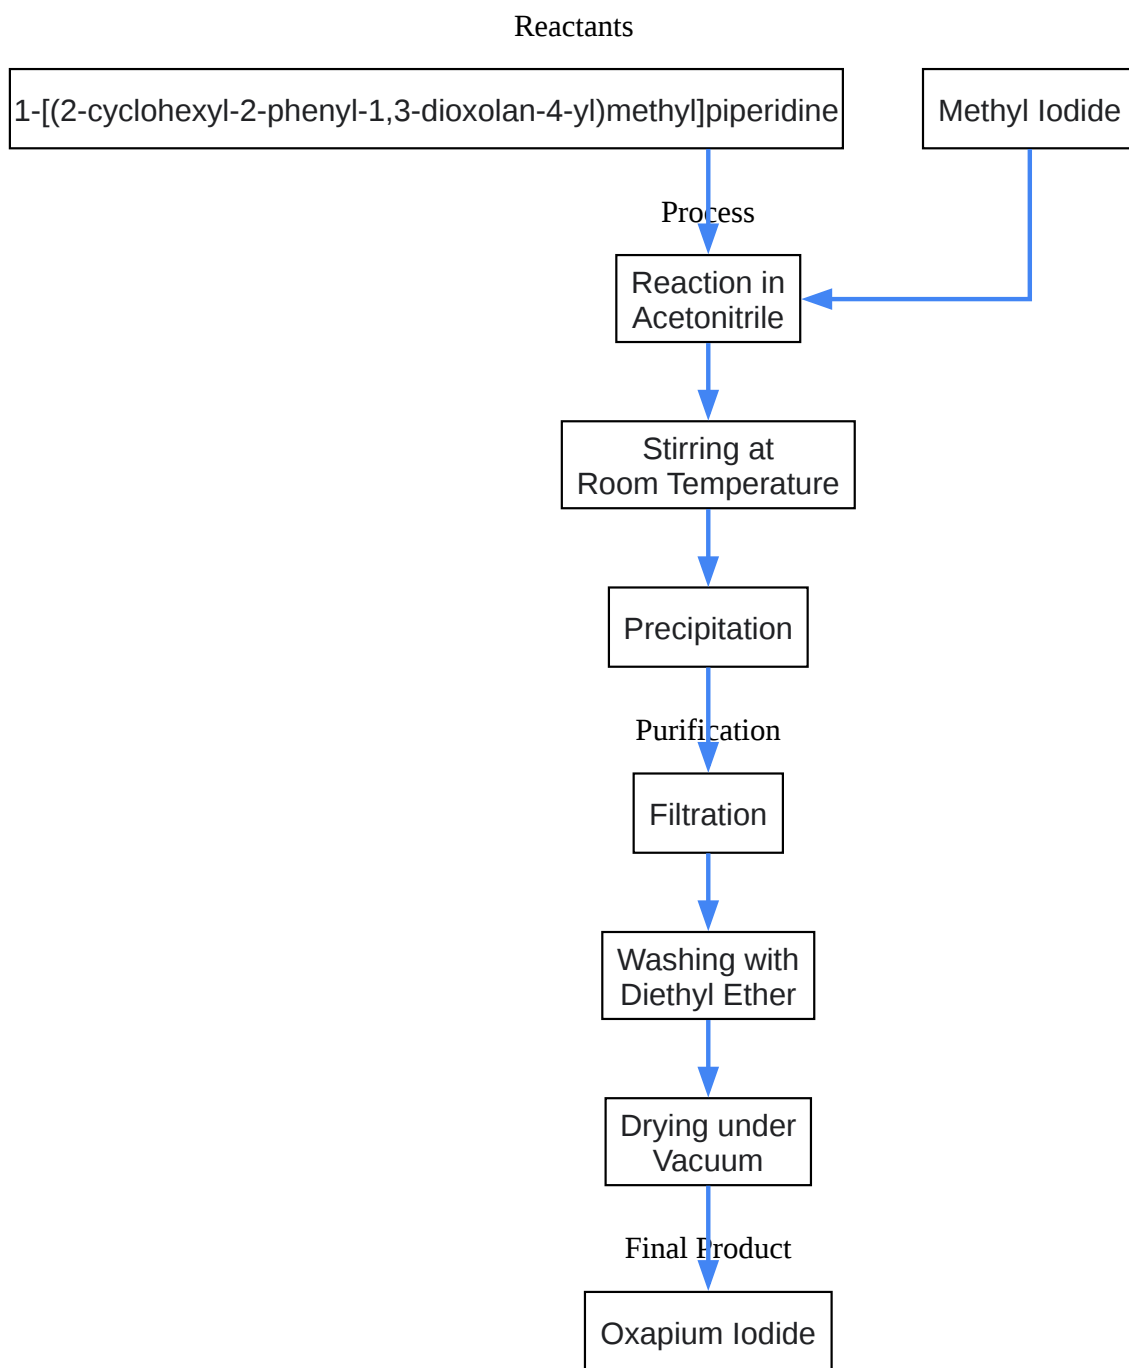 Reactants
1-[(2-cyclohexyl-2-phenyl-1,3-dioxolan-4-yl)methyl]piperidine
Methyl Iodide
Process
Reaction in
Acetonitrile
Stirring at
Room Temperature
Precipitation
Purification
Filtration
Washing with
Diethyl Ether
Drying under
Vacuum
Final Product
Oxapium Iodide